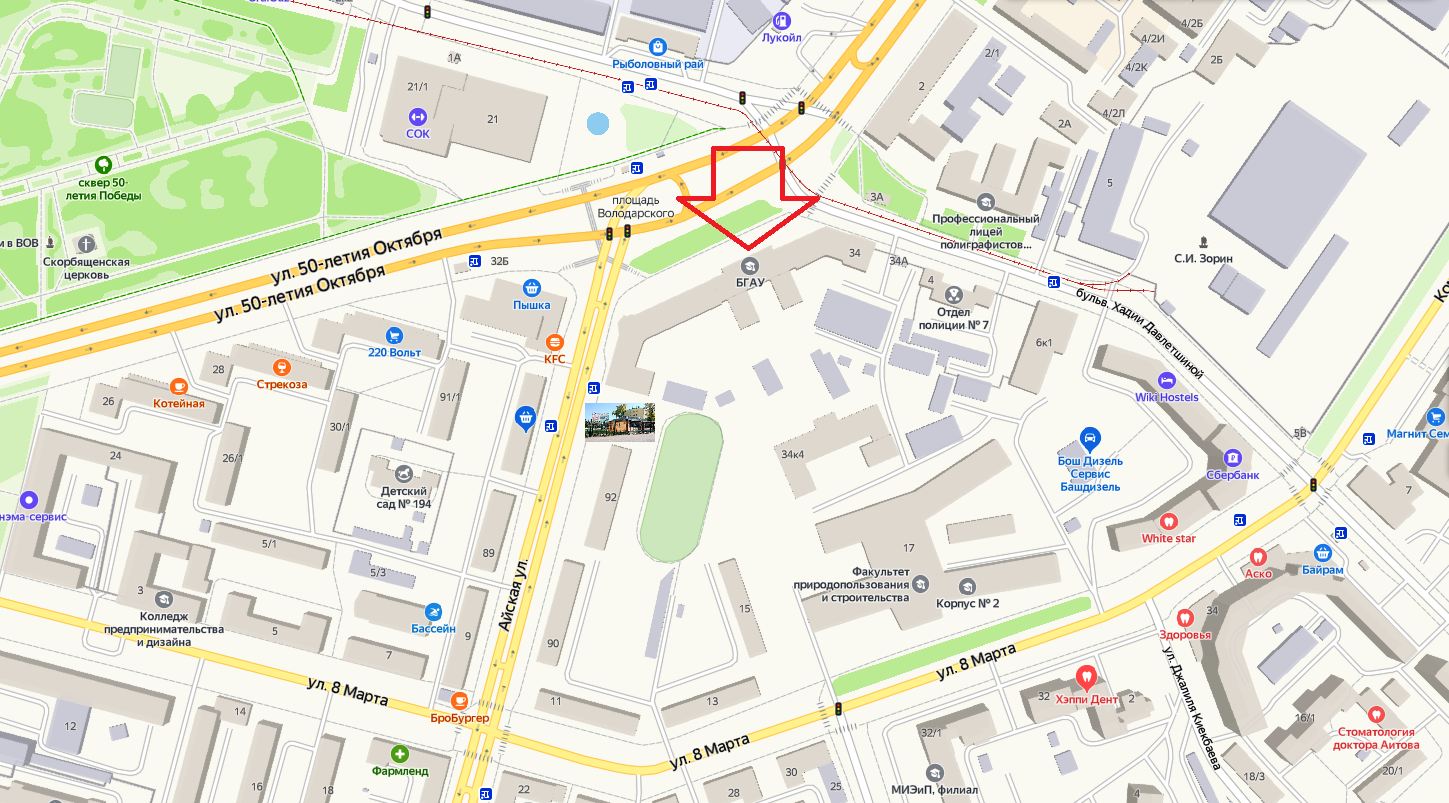 Лукойл
4/2Б
4/2И
Рыболовный рай
1А
2/1
4/2К
2Б
21/1
2
СОК
21
4/2Л
2А
сквер 50-
летия Победы
5
площадь
Володарского
3А
Профессиональный
лицей
полиграфистов...
м в ВОВ
Скорбященская
церковь
ул. 50-летия Октября
ул. 50-летия Октября
32Б
34
34А
БГАУ
4
С.И. Зорин
Пышка
Отдел
полиции № 7
бульв. Хадии Давлетшиной
Ко
220 Вольт
KFC
6к1
28
Стрекоза
26
Котейная
91/1
Wiki Hostels
30/1
5В
Магнит Сем
24
26/1
34к4
Бош Дизель
Сервис
Башдизель
Сбербанк
Детский
сад № 194
92
7
нэма-сервис
White star
5/1
89
17
5/3
Аско
Байрам
Факультет
природопользования
и строительства
Корпус № 2
3
Колледж
предпринимательства
и дизайна
Айская ул.
15
34
5
Бассейн
9
Здоровья
7
90
ул. 8 Марта
ул. 8 Марта
ул. Джалиля Киекбаева
11
13
32
Хэппи Дент
2
14
12
БроБургер
16/1
32/1
Стоматология
доктора Аитова
ул. 8 Марта
Фармленд
30
20/1
18/3
16
18
22
28
25
МИЭиП, филиал